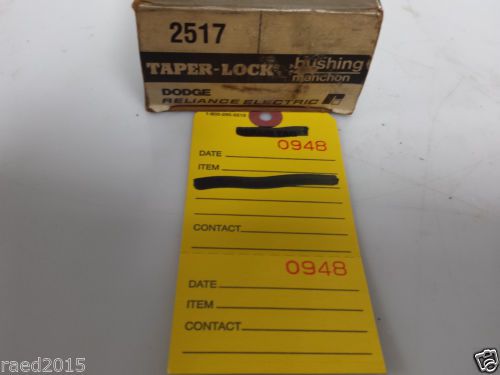 2517
TAPER-LOCK bushing
manchon
DODGE
RELIANCE ELECTRIC
0948
DATE
ITEM
CONTACT
0948
DATE
ITEM
CONTACT
raed2015